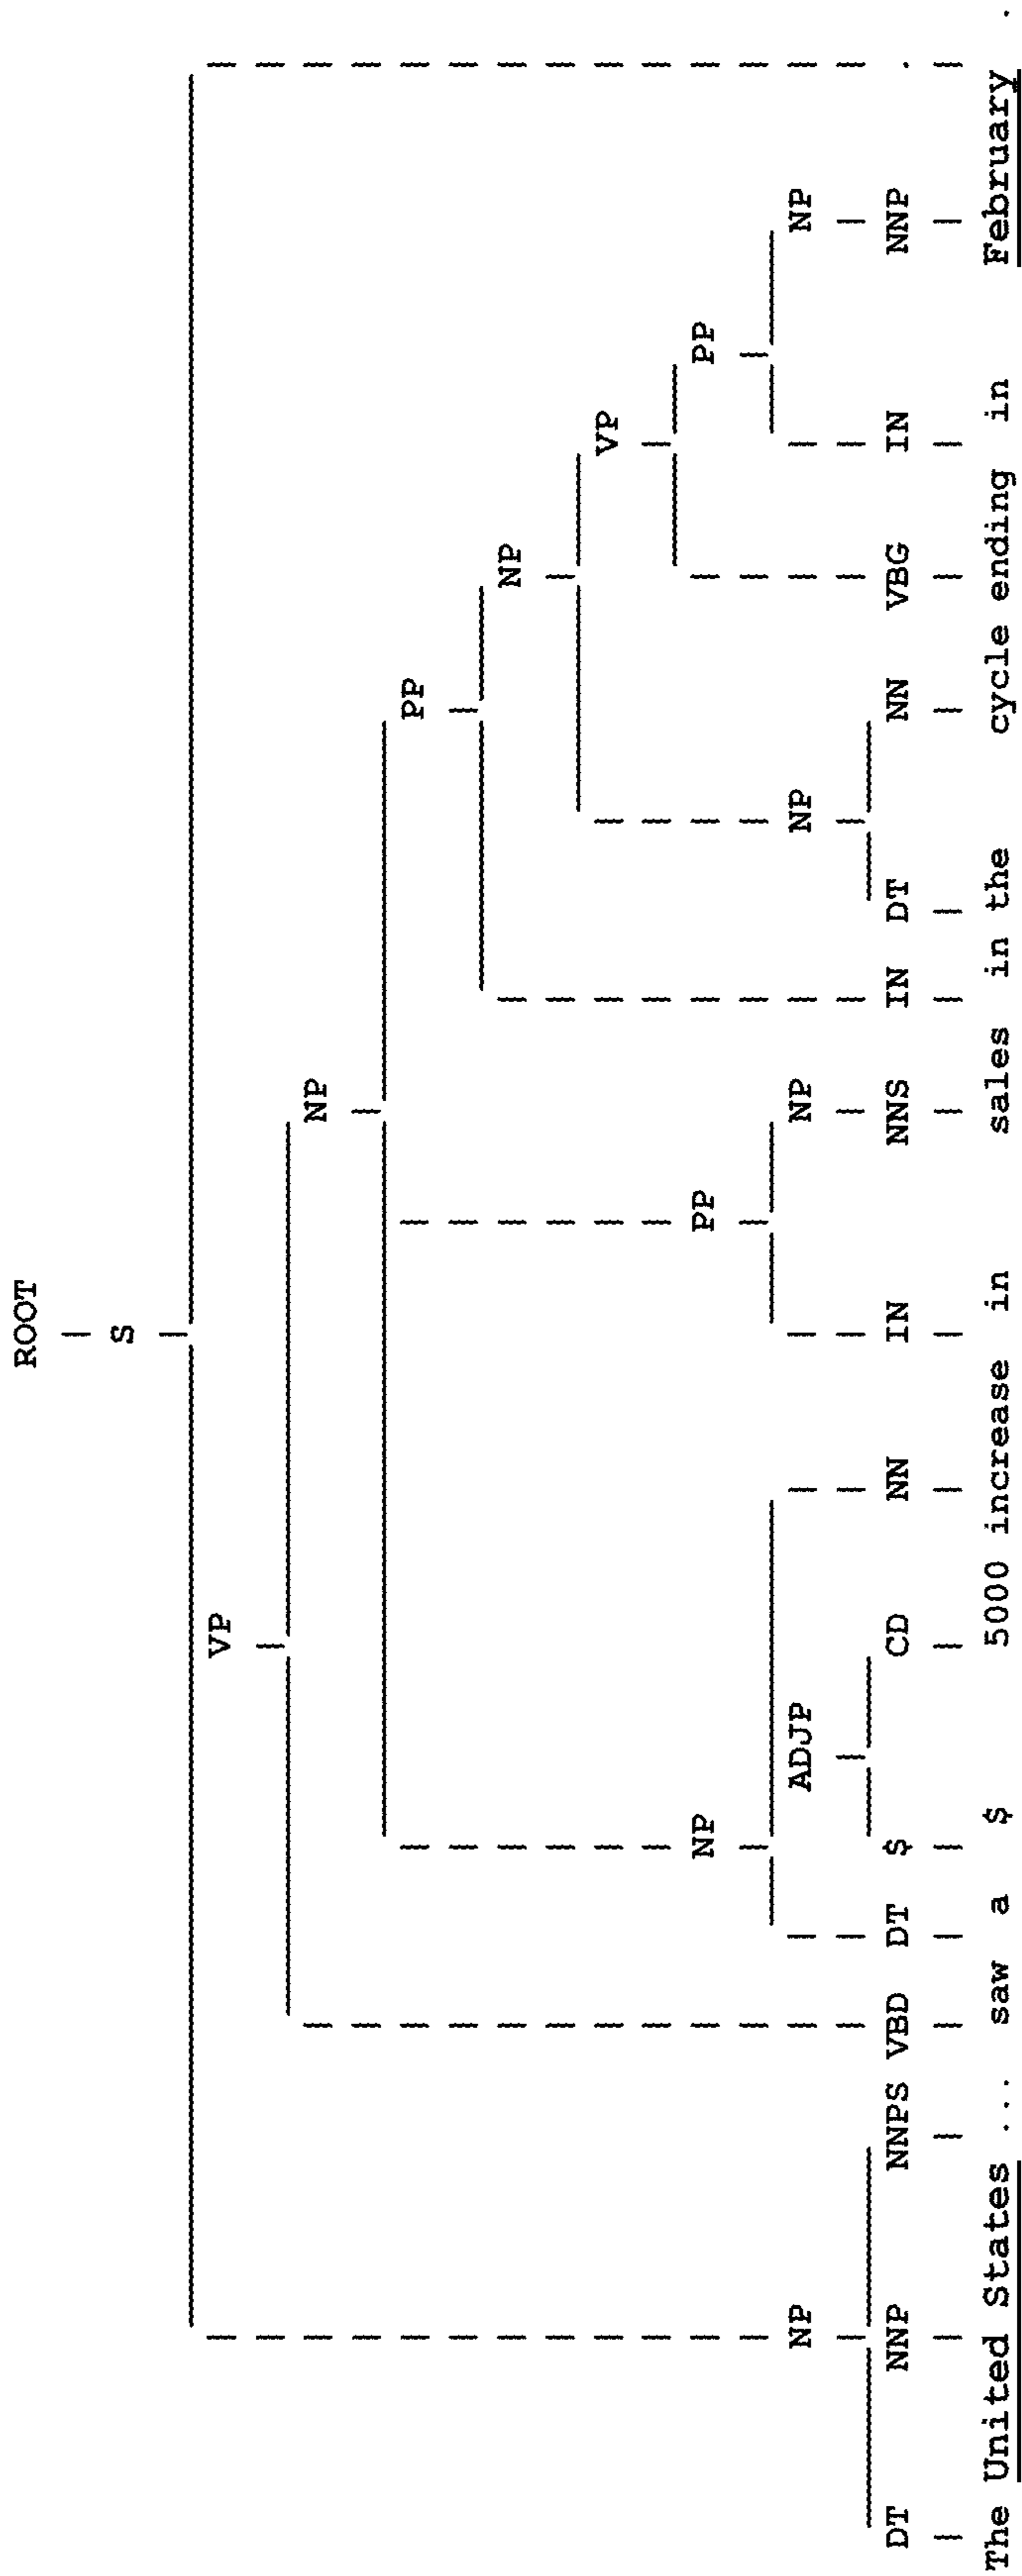 ROOT
S
VP
NP
PP
NP
VP
NP PP PP
NP ADJP NP NP NP
DT NNP NNPS VBD DT $ CD NN IN NNS IN DT NN VBG IN NNP .
The United States ... saw a $ 5000 increase in sales in the cycle ending in February .